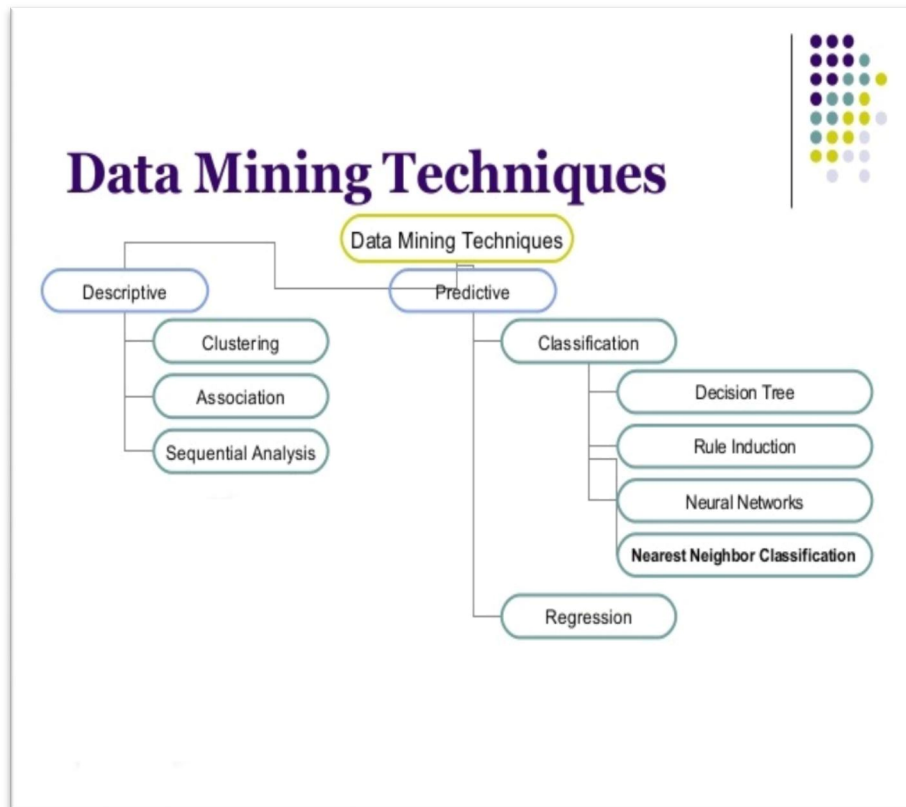 Data Mining Techniques
Data Mining Techniques
Descriptive
Predictive
Clustering
Classification
Association
Decision Tree
Sequential Analysis
Rule Induction
Neural Networks
Nearest Neighbor Classification
Regression